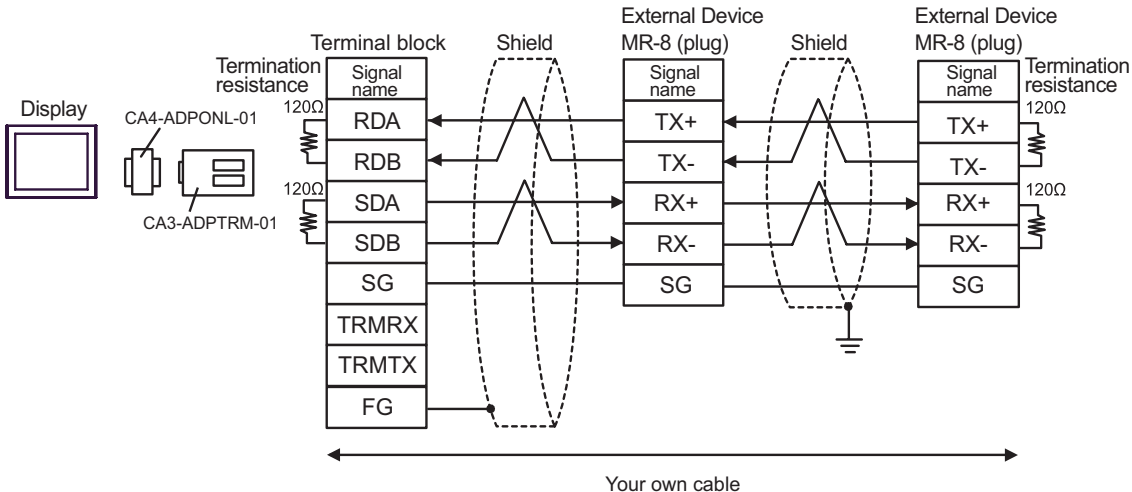 Display
CA4-ADPONL-01
CA3-ADPTRM-01
Termination
resistance
120Ω
120Ω
Terminal block
Signal
name
RDA
RDB
SDA
SDB
SG
TRMRX
TRMTX
FG
Shield
External Device
MR-8 (plug)
Signal
name
TX+
TX-
RX+
RX-
SG
Shield
External Device
MR-8 (plug)
Signal
name
TX+
TX-
RX+
RX-
SG
Termination
resistance
120Ω
120Ω
Your own cable